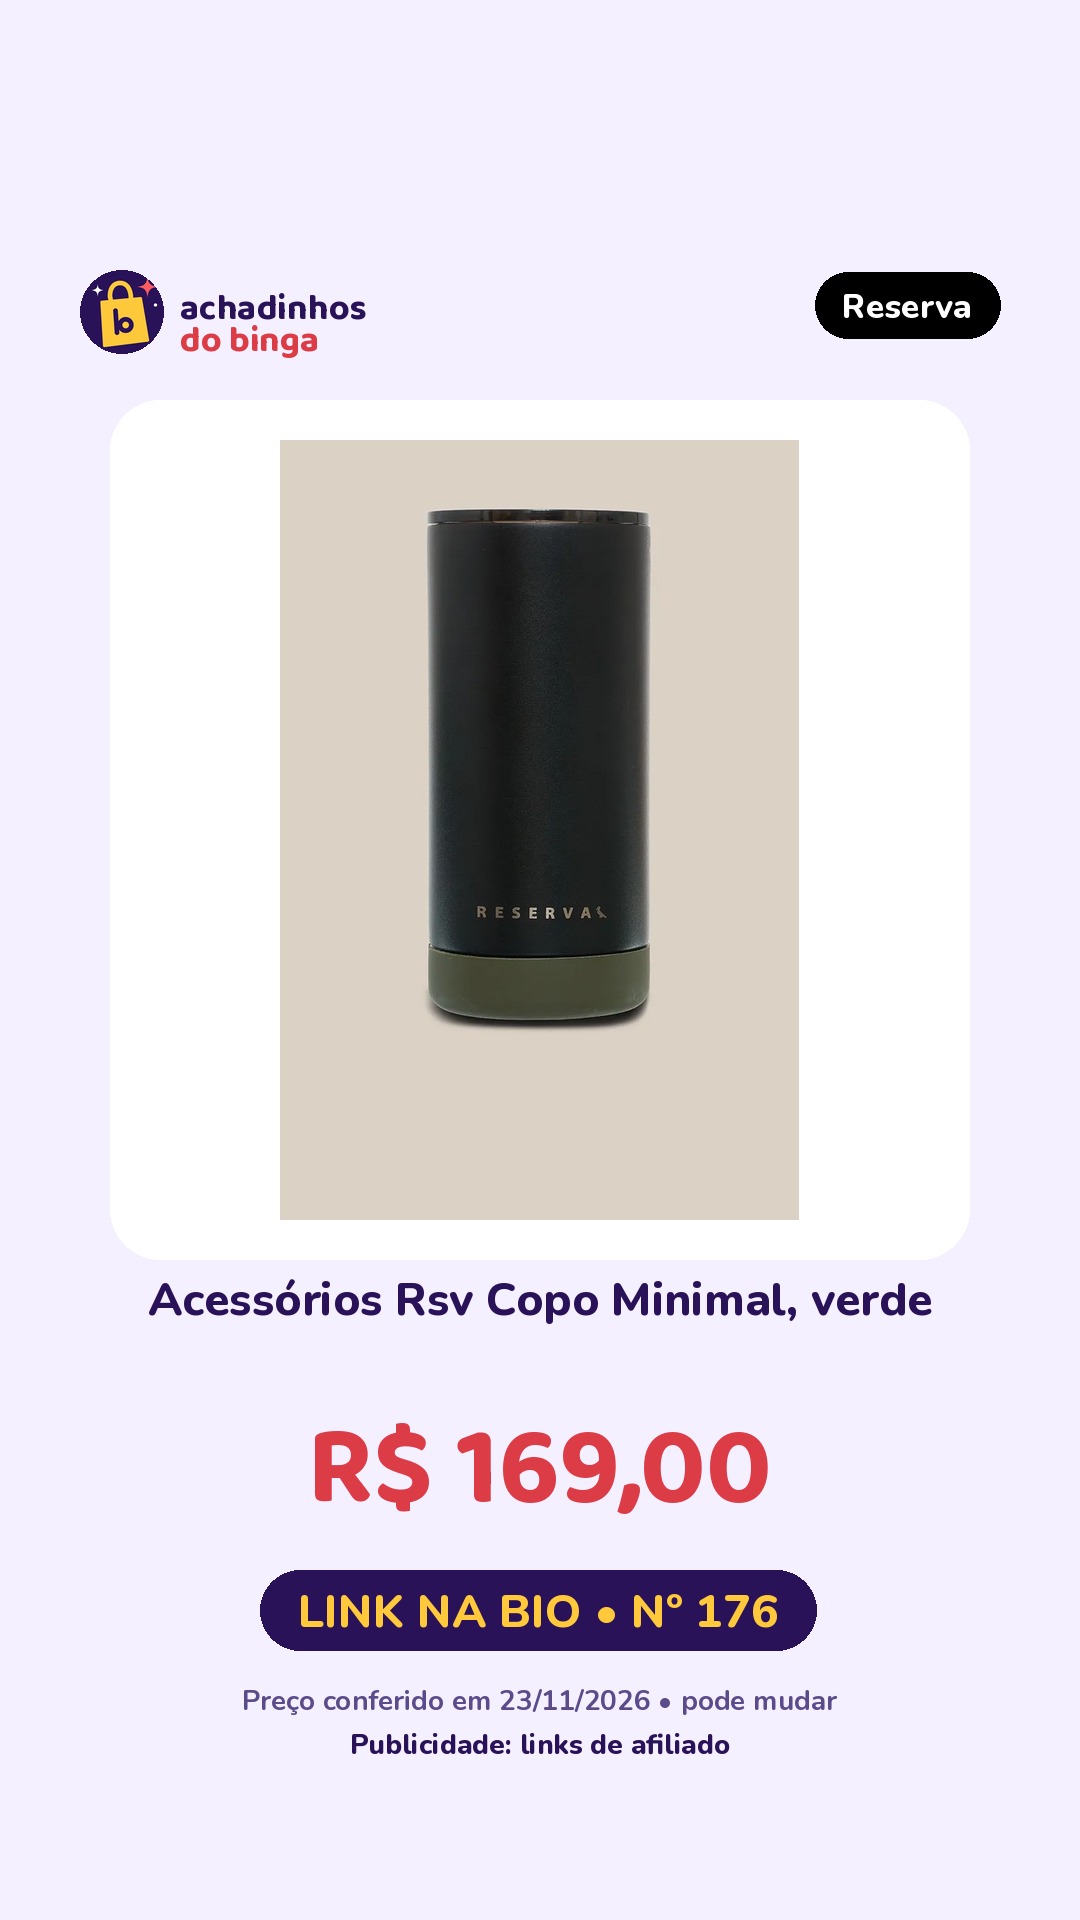 b
achadinhos
do binga
Reserva
RESERVA
Acessórios Rsv Copo Minimal, verde
R$ 169,00
LINK NA BIO • Nº 176
Preço conferido em 23/11/2026 • pode mudar
Publicidade: links de afiliado